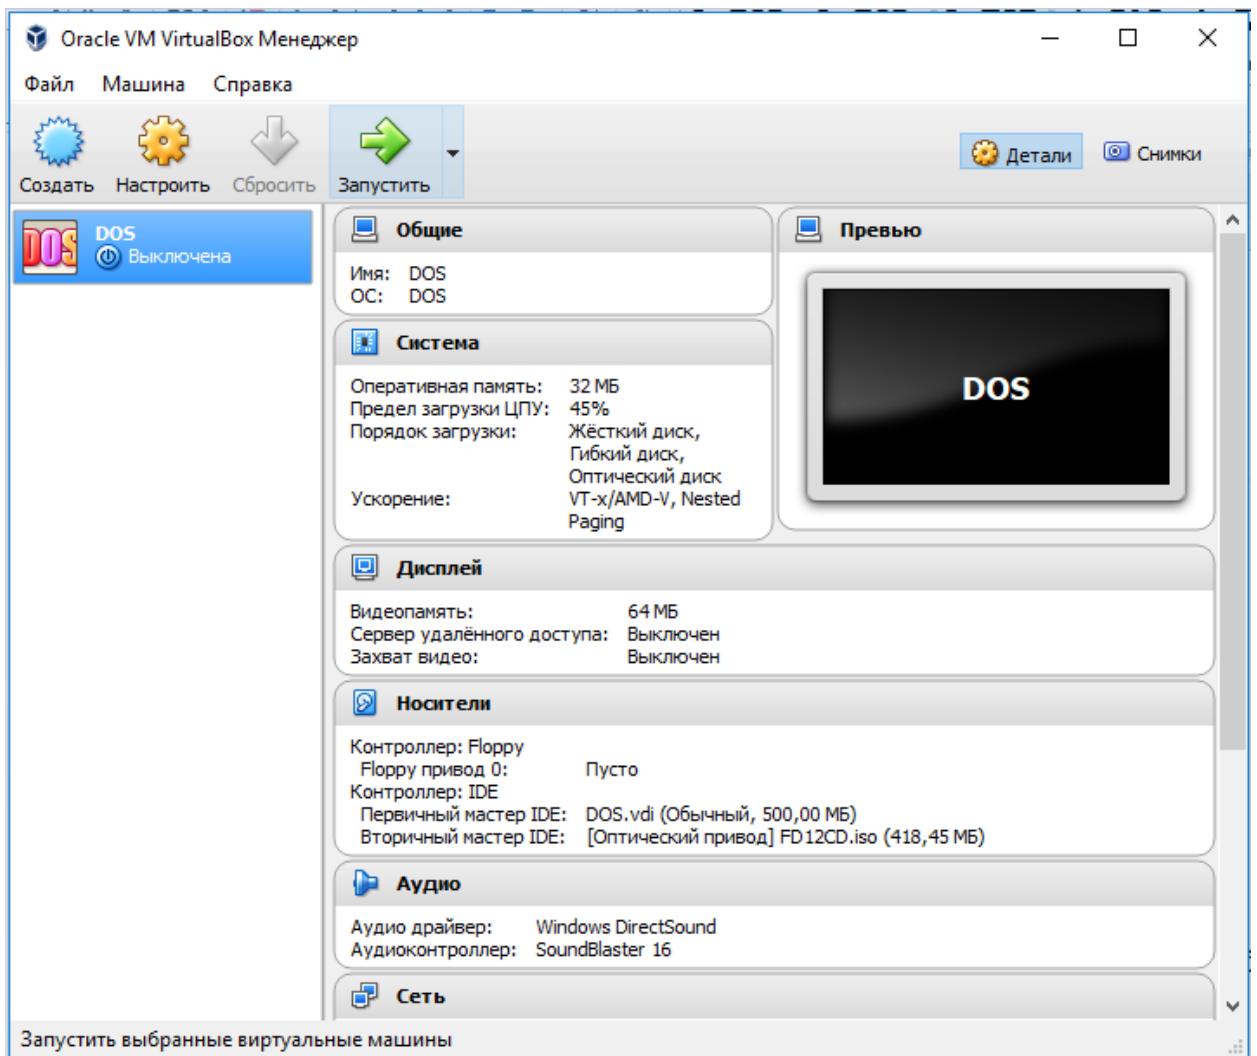 Oracle VM VirtualBox Менеджер
Файл Машина Справка
Создать Настроить Сбросить Запустить Детали Снимки
DOS
DOS
Выключена
Общие
Имя: DOS
ОС: DOS
Превью
DOS
Система
Оперативная память: 32 МБ
Предел загрузки ЦПУ: 45%
Порядок загрузки: Жёсткий диск,
Гибкий диск,
Оптический диск
Ускорение: VT-x/AMD-V, Nested
Paging
Дисплей
Видеопамять: 64 МБ
Сервер удалённого доступа: Выключен
Захват видео: Выключен
Носители
Контроллер: Floppy
Floppy привод 0: Пусто
Контроллер: IDE
Первичный мастер IDE: DOS.vdi (Обычный, 500,00 МБ)
Вторичный мастер IDE: [Оптический привод] FD12CD.iso (418,45 МБ)
Аудио
Аудио драйвер: Windows DirectSound
Аудиоконтроллер: SoundBlaster 16
Сеть
Запустить выбранные виртуальные машины